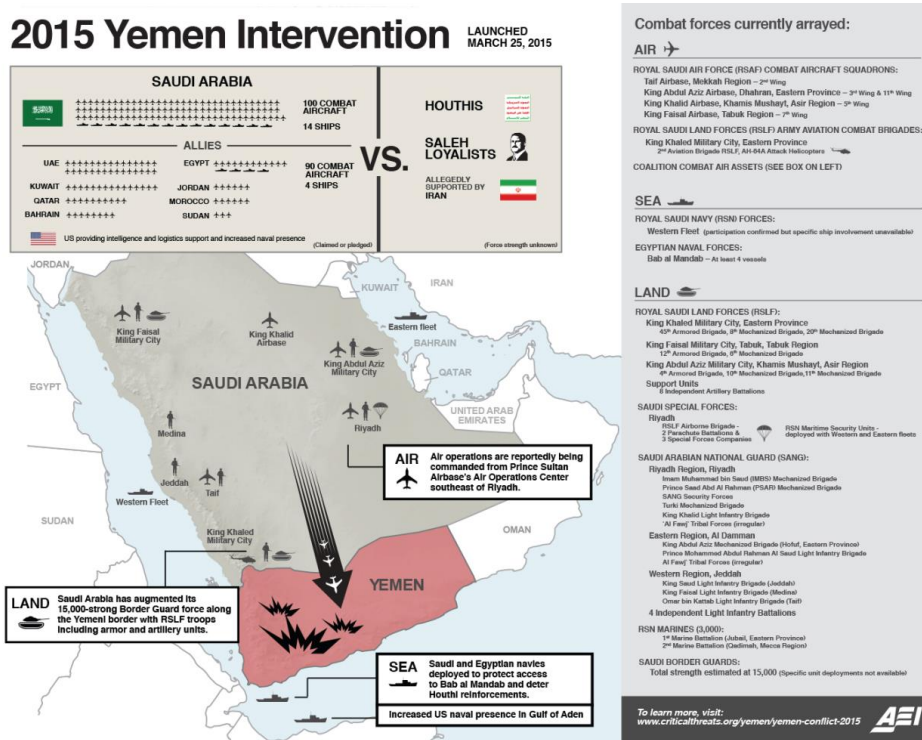 2015 Yemen Intervention
LAUNCHED
MARCH 25, 2015
SAUDI ARABIA
100 COMBAT
AIRCRAFT
14 SHIPS
ALLIES
UAE
KUWAIT
QATAR
BAHRAIN
EGYPT
JORDAN
MOROCCO
SUDAN
90 COMBAT
AIRCRAFT
4 SHIPS
US providing intelligence and logistics support and increased naval presence
(Claimed or pledged)
VS.
HOUTHIS
SALEH
LOYALISTS
ALLEGEDLY
SUPPORTED BY
IRAN
(Force strength unknown)
JORDAN
KUWAIT
IRAN
King Faisal
Military City
King Khalid
Airbase
Eastern fleet
BAHRAIN
King Abdul Aziz
Military City
QATAR
SAUDI ARABIA
EGYPT
UNITED ARAB
EMIRATES
Riyadh
Medina
AIR
Air operations are reportedly being
commanded from Prince Sultan
Airbase's Air Operations Center
southeast of Riyadh.
Jeddah
Taif
Western Fleet
SUDAN
OMAN
King Khaled
Military City
YEMEN
LAND
Saudi Arabia has augmented its
15,000-strong Border Guard force along
the Yemeni border with RSLF troops
including armor and artillery units.
SEA
Saudi and Egyptian navies
deployed to protect access
to Bab al Mandab and deter
Houthi reinforcements.
Increased US naval presence in Gulf of Aden
Combat forces currently arrayed:
AIR
ROYAL SAUDI AIR FORCE (RSAF) COMBAT AIRCRAFT SQUADRONS:
Taif Airbase, Mekkah Region – 2nd Wing
King Abdul Aziz Airbase, Dhahran, Eastern Province – 3rd Wing & 11th Wing
King Khalid Airbase, Khamis Mushayt, Asir Region – 5th Wing
King Faisal Airbase, Tabuk Region – 7th Wing
ROYAL SAUDI LAND FORCES (RSLF) ARMY AVIATION COMBAT BRIGADES:
King Khaled Military City, Eastern Province
2nd Aviation Brigade RSLF, AH-64A Attack Helicopters
COALITION COMBAT AIR ASSETS (SEE BOX ON LEFT)
SEA
ROYAL SAUDI NAVY (RSN) FORCES:
Western Fleet (participation confirmed but specific ship involvement unavailable)
EGYPTIAN NAVAL FORCES:
Bab al Mandab – At least 4 vessels
LAND
ROYAL SAUDI LAND FORCES (RSLF):
King Khaled Military City, Eastern Province
45th Armored Brigade, 8th Mechanized Brigade, 20th Mechanized Brigade
King Faisal Military City, Tabuk, Tabuk Region
12th Armored Brigade, 6th Mechanized Brigade
King Abdul Aziz Military City, Khamis Mushayt, Asir Region
4th Armored Brigade, 10th Mechanized Brigade,11th Mechanized Brigade
Support Units
8 Independent Artillery Battalions
SAUDI SPECIAL FORCES:
Riyadh
RSLF Airborne Brigade -
2 Parachute Battalions &
3 Special Forces Companies
RSN Maritime Security Units -
deployed with Western and Eastern fleets
SAUDI ARABIAN NATIONAL GUARD (SANG):
Riyadh Region, Riyadh
Imam Muhammad bin Saud (IMBS) Mechanized Brigade
Prince Saad Abd Al Rahman (PSAR) Mechanized Brigade
SANG Security Forces
Turki Mechanized Brigade
King Khalid Light Infantry Brigade
'Al Fawj' Tribal Forces (irregular)
Eastern Region, Al Damman
King Abdul Aziz Mechanized Brigade (Hofuf, Eastern Province)
Prince Mohammed Abdul Rahman Al Saud Light Infantry Brigade
Al Fawj' Tribal Forces (irregular)
Western Region, Jeddah
King Saud Light Infantry Brigade (Jeddah)
King Faisal Light Infantry Brigade (Medina)
Omar bin Kattab Light Infantry Brigade (Taif)
4 Independent Light Infantry Battalions
RSN MARINES (3,000):
1st Marine Battalion (Jubail, Eastern Province)
2nd Marine Battalion (Qadimah, Mecca Region)
SAUDI BORDER GUARDS:
Total strength estimated at 15,000 (Specific unit deployments not available)
To learn more, visit:
www.criticalthreats.org/yemen/yemen-conflict-2015
AEI